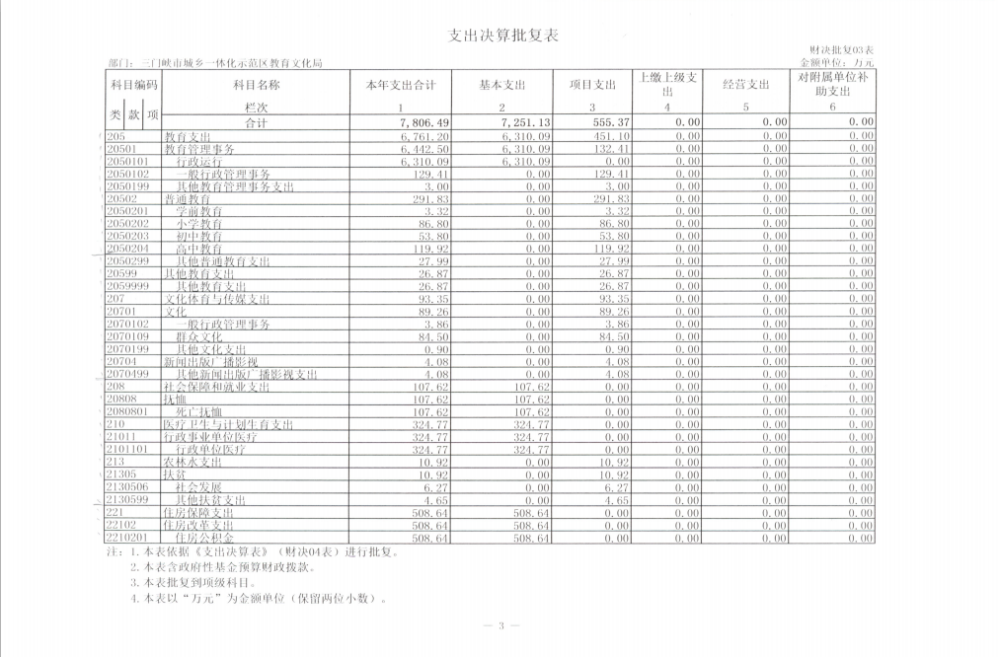 支出决算批复表
财决批复03表
部门：三门峡市城乡一体化示范区教育文化局 金额单位：万元
科目编码 科目名称 本年支出合计 基本支出 项目支出 上缴上级支出 经营支出 对附属单位补助支出
类 款 项 栏次 1 2 3 4 5 6
合计 7,806.49 7,251.13 555.37 0.00 0.00 0.00
205 教育支出 6,761.20 6,310.09 451.10 0.00 0.00 0.00
20501 教育管理事务 6,442.50 6,310.09 132.41 0.00 0.00 0.00
2050101 行政运行 6,310.09 6,310.09 0.00 0.00 0.00 0.00
2050102 一般行政管理事务 129.41 0.00 129.41 0.00 0.00 0.00
2050199 其他教育管理事务支出 3.00 0.00 3.00 0.00 0.00 0.00
20502 普通教育 291.83 0.00 291.83 0.00 0.00 0.00
2050201 学前教育 3.32 0.00 3.32 0.00 0.00 0.00
2050202 小学教育 86.80 0.00 86.80 0.00 0.00 0.00
2050203 初中教育 53.80 0.00 53.80 0.00 0.00 0.00
2050204 高中教育 119.92 0.00 119.92 0.00 0.00 0.00
2050299 其他普通教育支出 27.99 0.00 27.99 0.00 0.00 0.00
20599 其他教育支出 26.87 0.00 26.87 0.00 0.00 0.00
2059999 其他教育支出 26.87 0.00 26.87 0.00 0.00 0.00
207 文化体育与传媒支出 93.35 0.00 93.35 0.00 0.00 0.00
20701 文化 89.26 0.00 89.26 0.00 0.00 0.00
2070102 一般行政管理事务 3.86 0.00 3.86 0.00 0.00 0.00
2070109 群众文化 84.50 0.00 84.50 0.00 0.00 0.00
2070199 其他文化支出 0.90 0.00 0.90 0.00 0.00 0.00
20704 新闻出版广播影视 4.08 0.00 4.08 0.00 0.00 0.00
2070499 其他新闻出版广播影视支出 4.08 0.00 4.08 0.00 0.00 0.00
208 社会保障和就业支出 107.62 107.62 0.00 0.00 0.00 0.00
20808 抚恤 107.62 107.62 0.00 0.00 0.00 0.00
2080801 死亡抚恤 107.62 107.62 0.00 0.00 0.00 0.00
210 医疗卫生与计划生育支出 324.77 324.77 0.00 0.00 0.00 0.00
21011 行政事业单位医疗 324.77 324.77 0.00 0.00 0.00 0.00
2101101 行政单位医疗 324.77 324.77 0.00 0.00 0.00 0.00
213 农林水支出 10.92 0.00 10.92 0.00 0.00 0.00
21305 扶贫 10.92 0.00 10.92 0.00 0.00 0.00
2130506 社会发展 6.27 0.00 6.27 0.00 0.00 0.00
2130599 其他扶贫支出 4.65 0.00 4.65 0.00 0.00 0.00
221 住房保障支出 508.64 508.64 0.00 0.00 0.00 0.00
22102 住房改革支出 508.64 508.64 0.00 0.00 0.00 0.00
2210201 住房公积金 508.64 508.64 0.00 0.00 0.00 0.00
注：1.本表依据《支出决算表》（财决04表）进行批复。
2.本表含政府性基金预算财政拨款。
3.本表批复到项级科目。
4.本表以“万元”为金额单位（保留两位小数）。
— 3 —